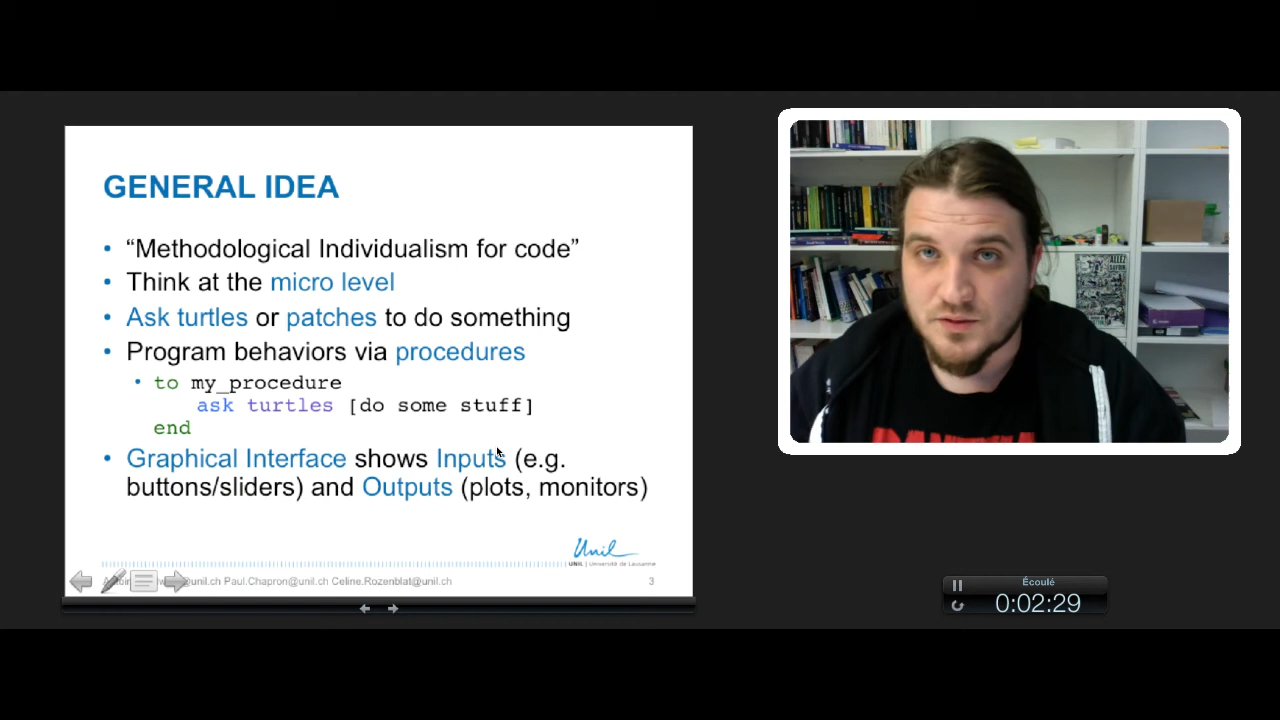 GENERAL IDEA
• “Methodological Individualism for code”
• Think at the micro level
• Ask turtles or patches to do something
• Program behaviors via procedures
• to my_procedure
ask turtles [do some stuff]
end
• Graphical Interface shows Inputs (e.g.
buttons/sliders) and Outputs (plots, monitors)
Unil
UNIL | Université de Lausanne
@unil.ch Paul.Chapron@unil.ch Celine.Rozenblat@unil.ch 3
Écoulé
0:02:29